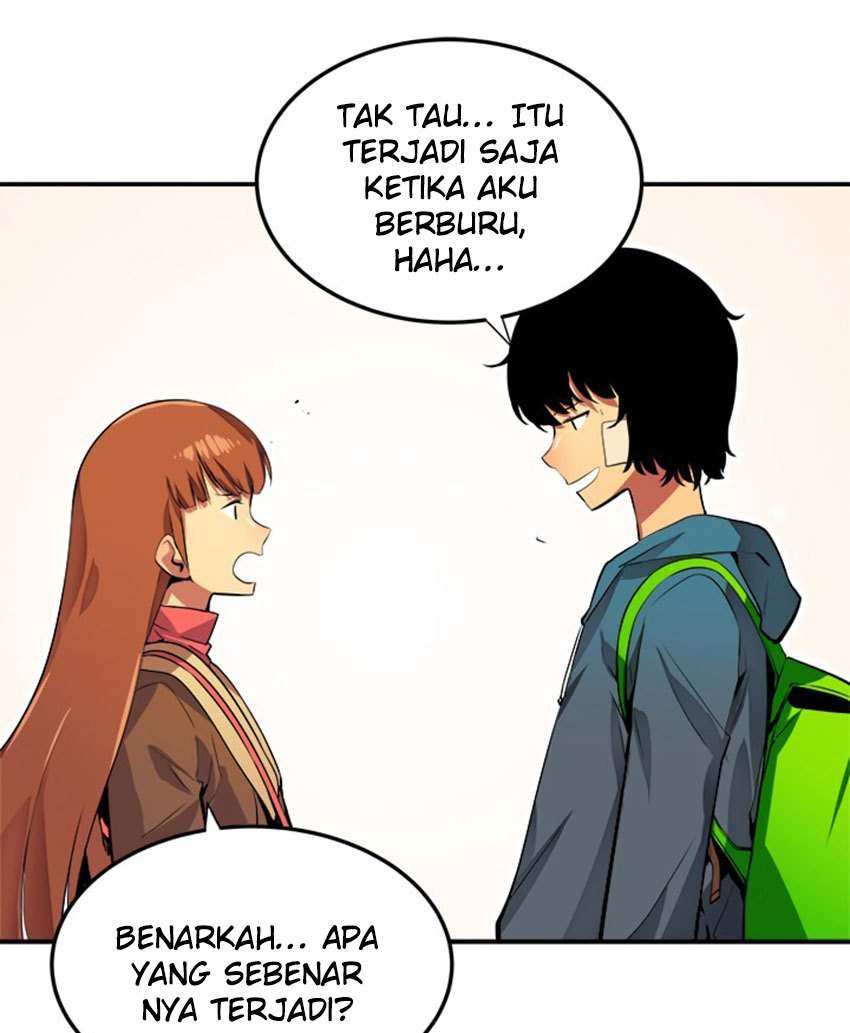 TAK TAU... ITU
TERJADI SAJA
KETIKA AKU
BERBURU,
HAHA...
BENARKAH... APA
YANG SEBENAR
NYA TERJADI?